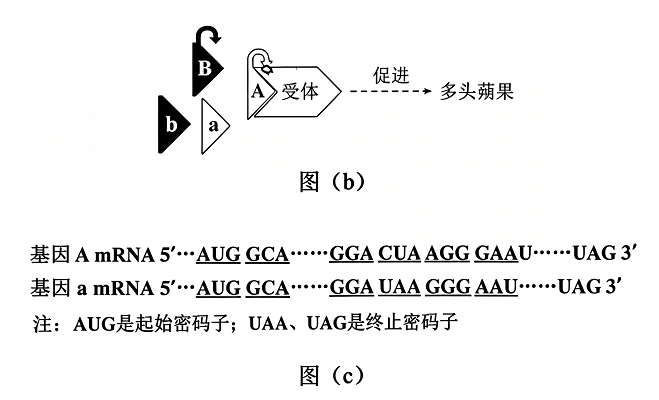 B
A 受体 促进 多头蒴果
b a
图（b）
基因 A mRNA 5′…AUG GCA……GGA CUA AGG GAAU……UAG 3′
基因 a mRNA 5′…AUG GCA……GGA UAA GGG AAU……UAG 3′
注：AUG是起始密码子；UAA、UAG是终止密码子
图（c）